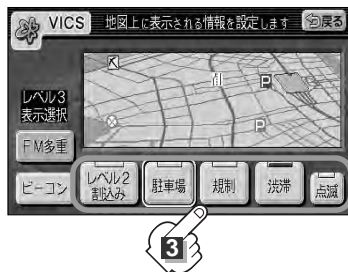 VICS 地図上に表示される情報を設定します 戻る
レベル3
表示選択
FM多重
ビーコン
レベル2
割込み
駐車場 規制 渋滞 点滅
P
P
3